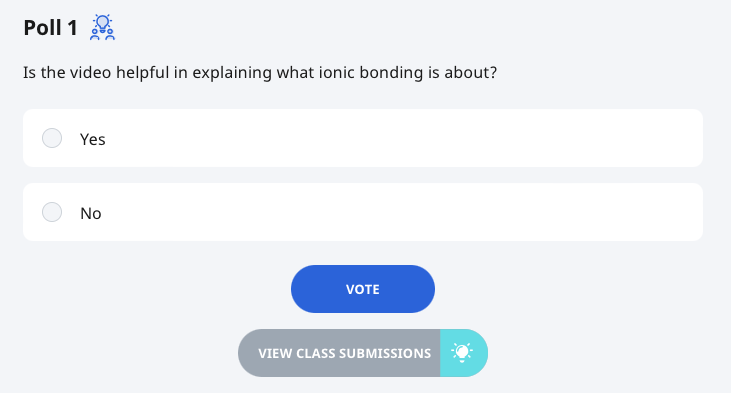 Poll 1
Is the video helpful in explaining what ionic bonding is about?
Yes
No
VOTE
VIEW CLASS SUBMISSIONS